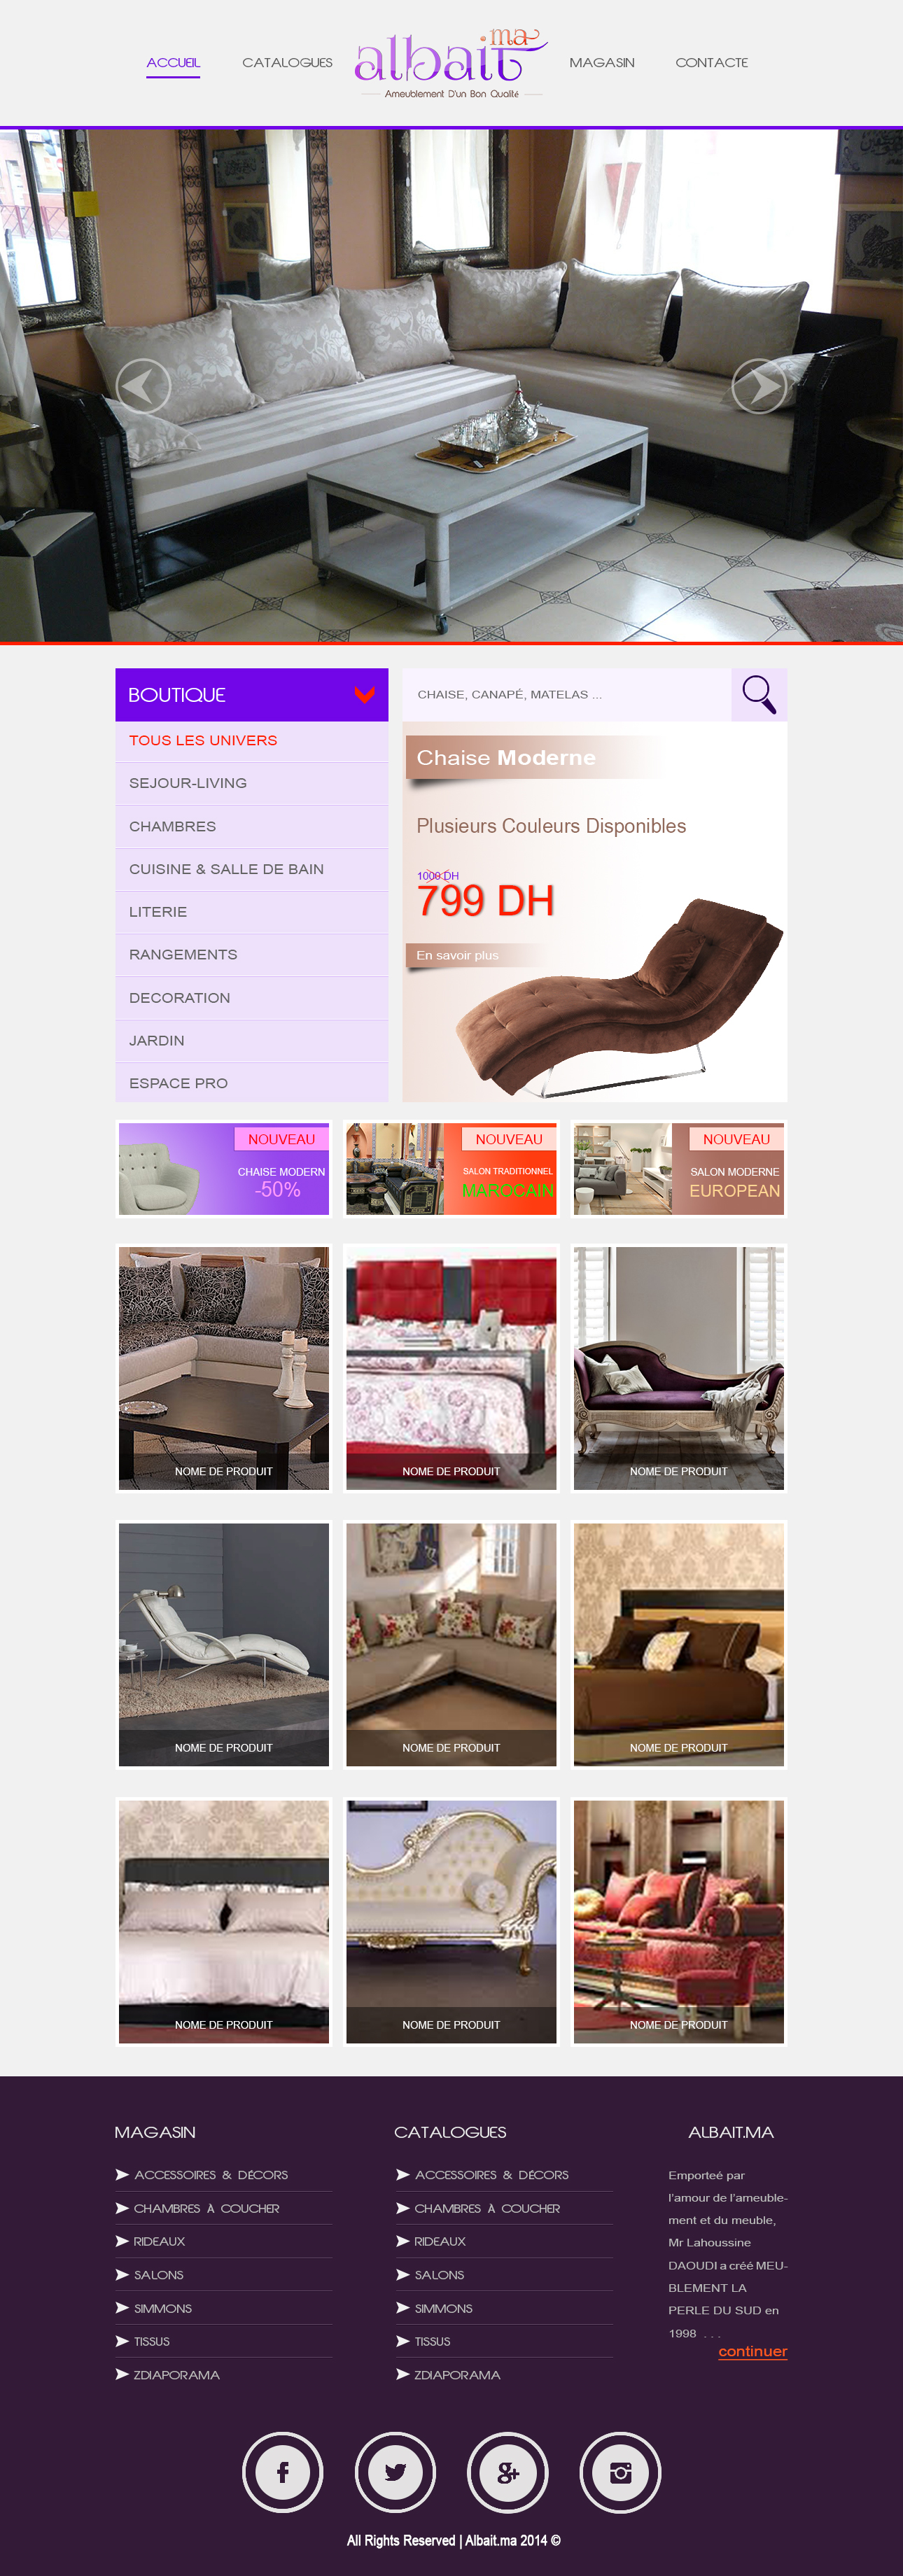 ACCUEIL
CATALOGUES
albait.ma
Ameublement D'un Bon Qualité
MAGASIN
CONTACTE
BOUTIQUE
TOUS LES UNIVERS
SEJOUR-LIVING
CHAMBRES
CUISINE & SALLE DE BAIN
LITERIE
RANGEMENTS
DECORATION
JARDIN
ESPACE PRO
CHAISE, CANAPÉ, MATELAS ...
Chaise Moderne
Plusieurs Couleurs Disponibles
1000 DH
799 DH
En savoir plus
NOUVEAU
CHAISE MODERN
-50%
NOUVEAU
SALON TRADITIONNEL
MAROCAIN
NOUVEAU
SALON MODERNE
EUROPEAN
NOME DE PRODUIT
NOME DE PRODUIT
NOME DE PRODUIT
NOME DE PRODUIT
NOME DE PRODUIT
NOME DE PRODUIT
NOME DE PRODUIT
NOME DE PRODUIT
NOME DE PRODUIT
MAGASIN
ACCESSOIRES & DÉCORS
CHAMBRES À COUCHER
RIDEAUX
SALONS
SIMMONS
TISSUS
ZDIAPORAMA
CATALOGUES
ACCESSOIRES & DÉCORS
CHAMBRES À COUCHER
RIDEAUX
SALONS
SIMMONS
TISSUS
ZDIAPORAMA
ALBAIT.MA
Emporteé par
l'amour de l'ameuble-
ment et du meuble,
Mr Lahoussine
DAOUDI a créé MEU-
BLEMENT LA
PERLE DU SUD en
1998 ...
continuer
All Rights Reserved | Albait.ma 2014 ©